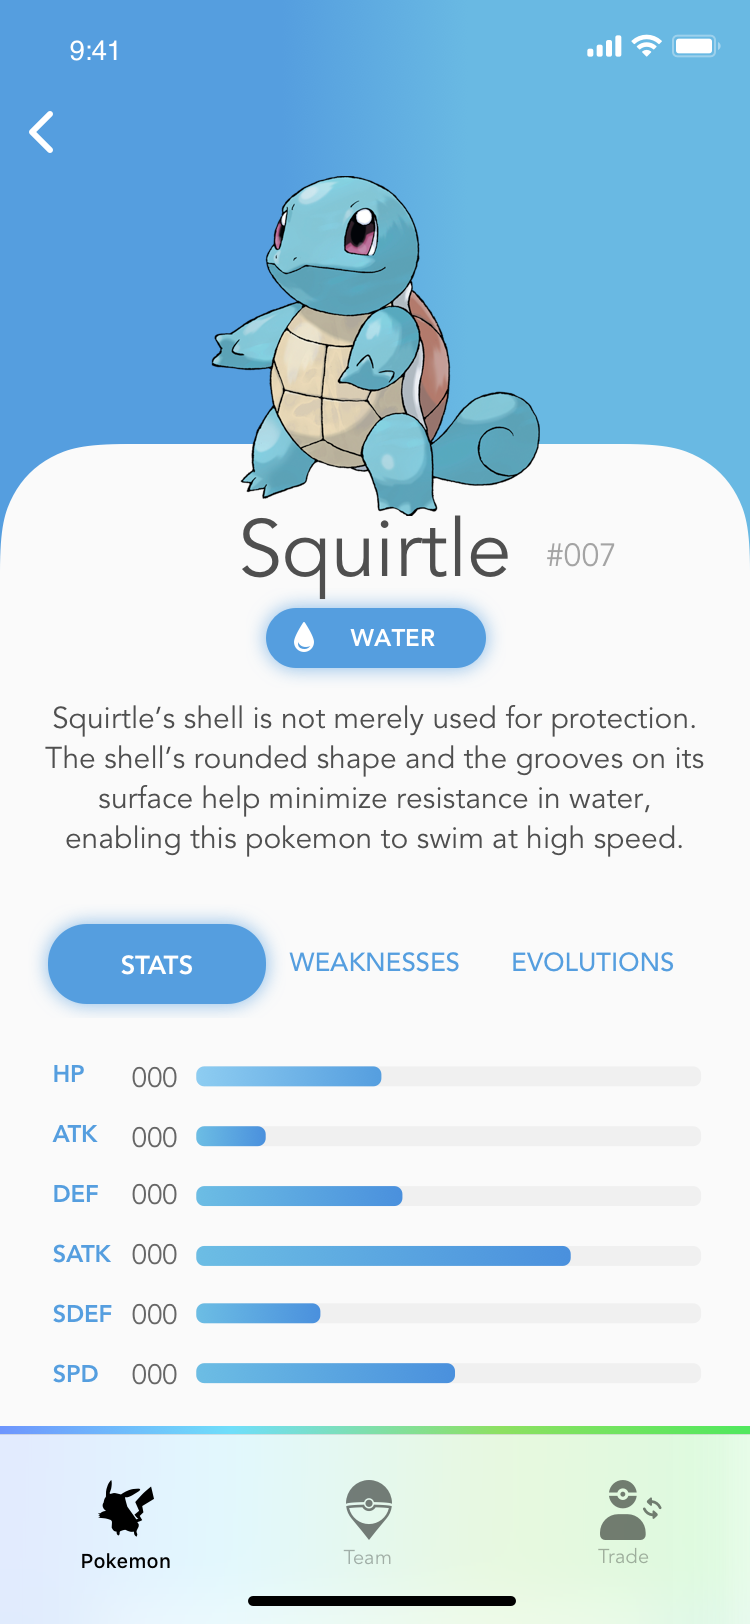 9:41
Squirtle #007
WATER
Squirtle’s shell is not merely used for protection.
The shell’s rounded shape and the grooves on its
surface help minimize resistance in water,
enabling this pokemon to swim at high speed.
STATS WEAKNESSES EVOLUTIONS
HP 000
ATK 000
DEF 000
SATK 000
SDEF 000
SPD 000
Pokemon Team Trade